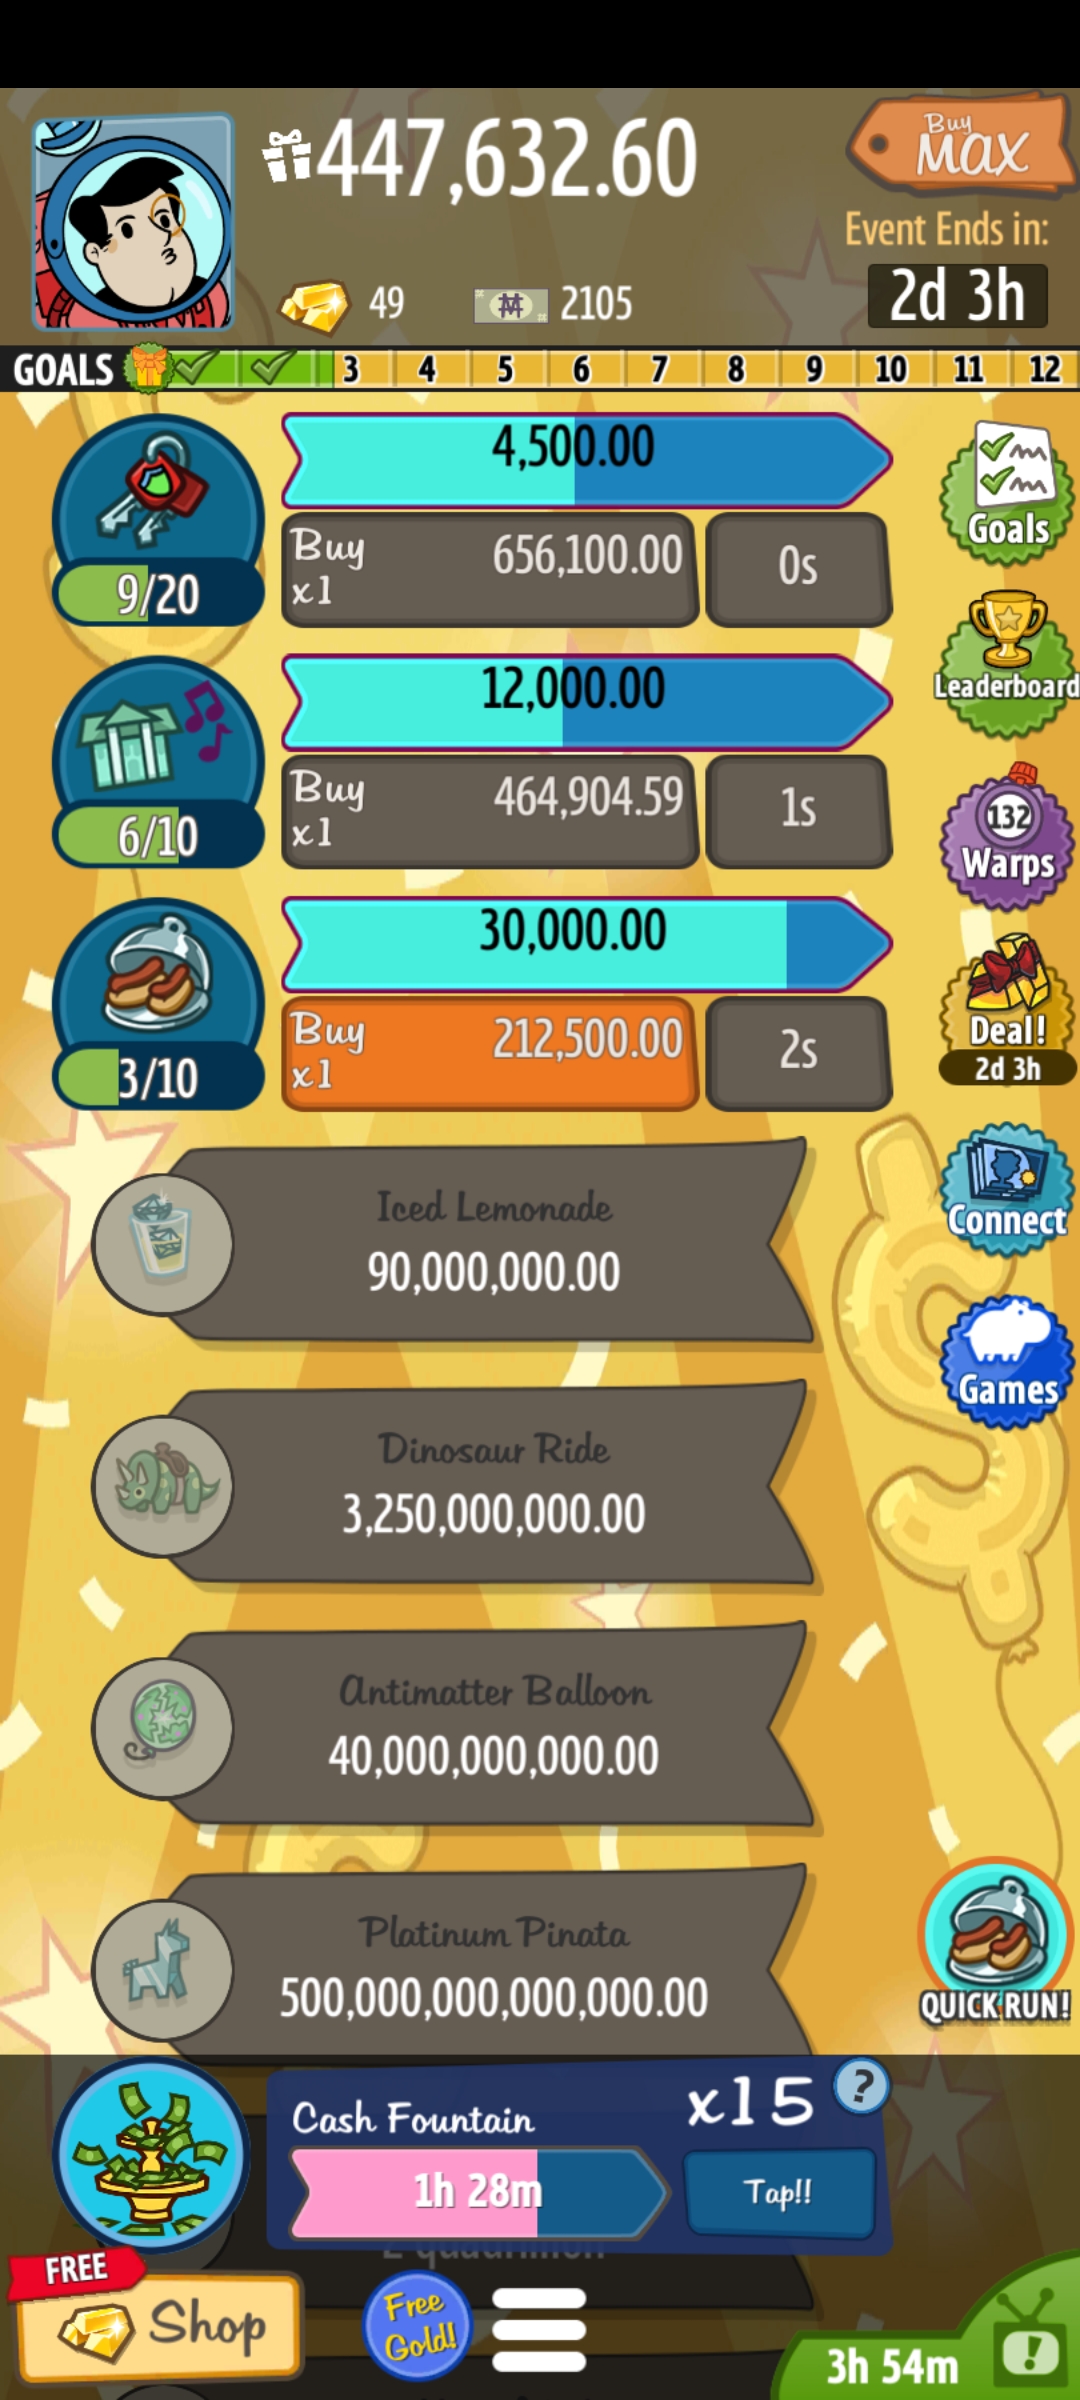 447,632.60
Buy
MAX
Event Ends in:
2d 3h
49
2105
GOALS 3 4 5 6 7 8 9 10 11 12
4,500.00
Buy
x1
656,100.00
0s
9/20
Goals
Leaderboard
12,000.00
Buy
x1
464,904.59
1s
6/10
132
Warps
30,000.00
Buy
x1
212,500.00
2s
3/10
Deal!
2d 3h
Iced Lemonade
90,000,000.00
Connect
Games
Dinosaur Ride
3,250,000,000.00
Antimatter Balloon
40,000,000,000.00
Platinum Pinata
500,000,000,000,000.00
QUICK RUN!
Cash Fountain
x15
?
1h 28m
Tap!!
FREE
Shop
Free
Gold!
3h 54m
!